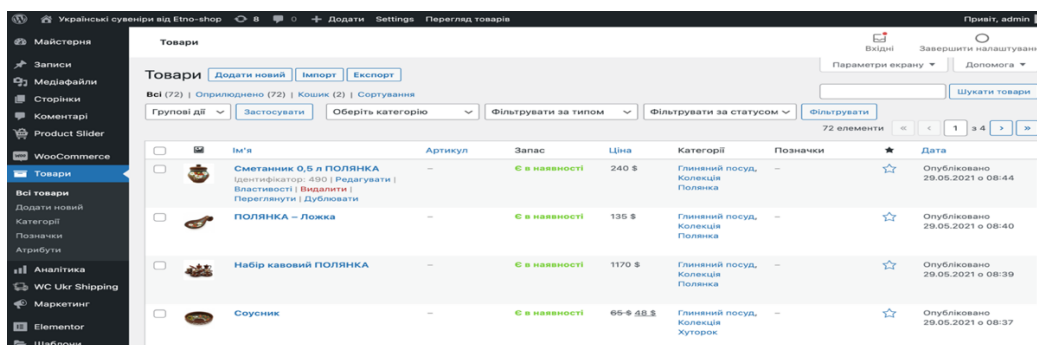 Українські сувеніри від Etno-shop 8 0 + Додати Settings Перегляд товарів Привіт, admin
Майстерня
Записи
Медіафайли
Сторінки
Коментарі
Product Slider
WooCommerce
Товари
Всі товари
Додати новий
Категорії
Позначки
Атрибути
Аналітика
WC Ukr Shipping
Маркетинг
Elementor
Шаблони
Товари
Вхідні
Завершити налаштуван
Параметри екрану ▼ Допомога ▼
Товари Додати новий Імпорт Експорт
Всі (72) | Оприлюднено (72) | Кошик (2) | Сортування
Шукати товари
Групові дії Застосувати Оберіть категорію Фільтрувати за типом Фільтрувати за статусом Фільтрувати
72 елементи « ‹ 1 з 4 › »
Ім'я Артикул Запас Ціна Категорії Позначки ★ Дата
Сметанник 0,5 л ПОЛЯНКА – Є в наявності 240 $ Глиняний посуд, – Опубліковано
Ідентифікатор: 490 | Редагувати | Колекція 29.05.2021 о 08:44
Властивості | Видалити | Полянка
Переглянути | Дублювати
ПОЛЯНКА – Ложка – Є в наявності 135 $ Глиняний посуд, – Опубліковано
Колекція 29.05.2021 о 08:40
Полянка
Набір кавовий ПОЛЯНКА – Є в наявності 1170 $ Глиняний посуд, – Опубліковано
Колекція 29.05.2021 о 08:39
Полянка
Соусник – Є в наявності 65 $ 48 $ Глиняний посуд, – Опубліковано
Колекція 29.05.2021 о 08:37
Хуторок